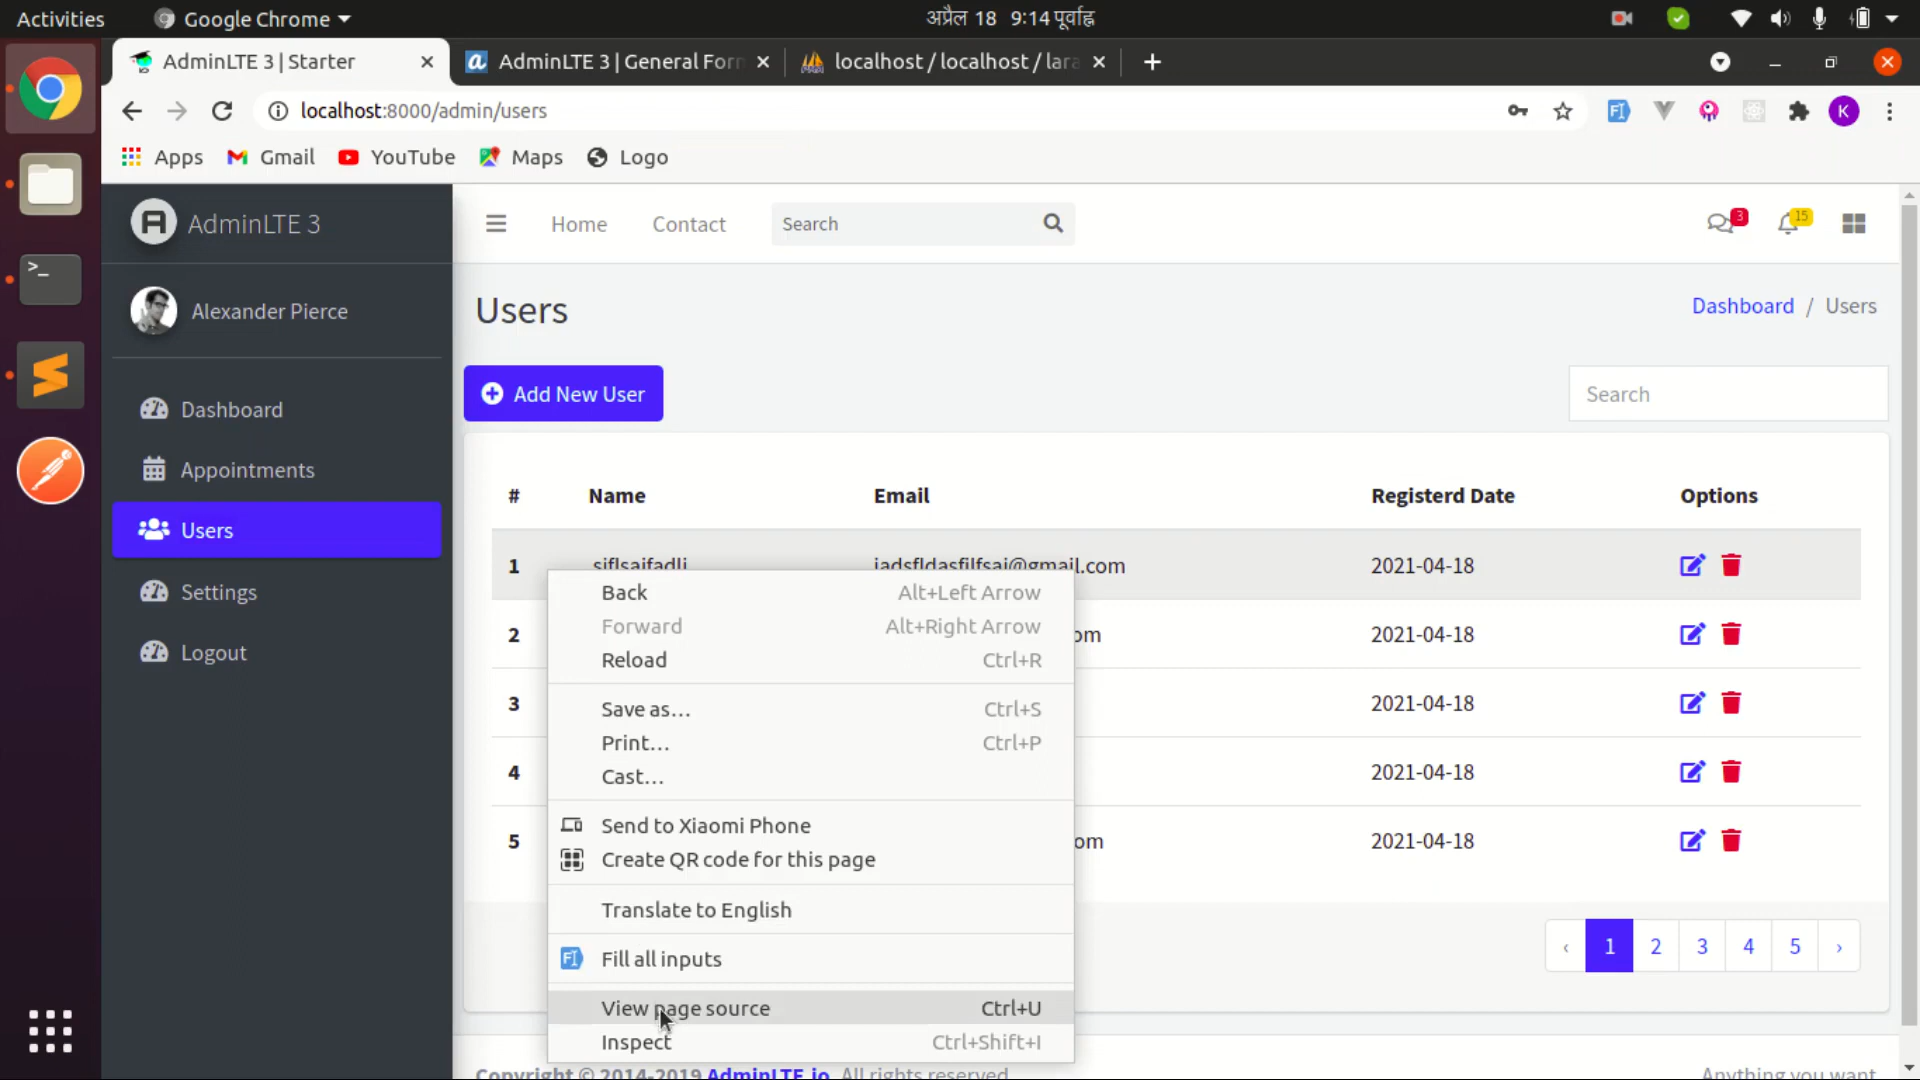 Activities
Google Chrome
अप्रैल 18 9:14 पूर्वाह्न
AdminLTE 3 | Starter
AdminLTE 3 | General Form
localhost / localhost / lara
localhost:8000/admin/users
K
Apps
Gmail
YouTube
Maps
Logo
AdminLTE 3
Home
Contact
Search
3
15
Alexander Pierce
Users
Dashboard / Users
Add New User
Search
Dashboard
Appointments
Users
Settings
Logout
# Name Email Registerd Date Options
1 siflsaifadlj jadsfldasfilfsaj@gmail.com 2021-04-18
2 om 2021-04-18
3 2021-04-18
4 2021-04-18
5 om 2021-04-18
Back Alt+Left Arrow
Forward Alt+Right Arrow
Reload Ctrl+R
Save as... Ctrl+S
Print... Ctrl+P
Cast...
Send to Xiaomi Phone
Create QR code for this page
Translate to English
Fill all inputs
View page source Ctrl+U
Inspect Ctrl+Shift+I
‹ 1 2 3 4 5 ›
Copyright © 2014-2019 AdminLTE.io. All rights reserved.
Anything you want